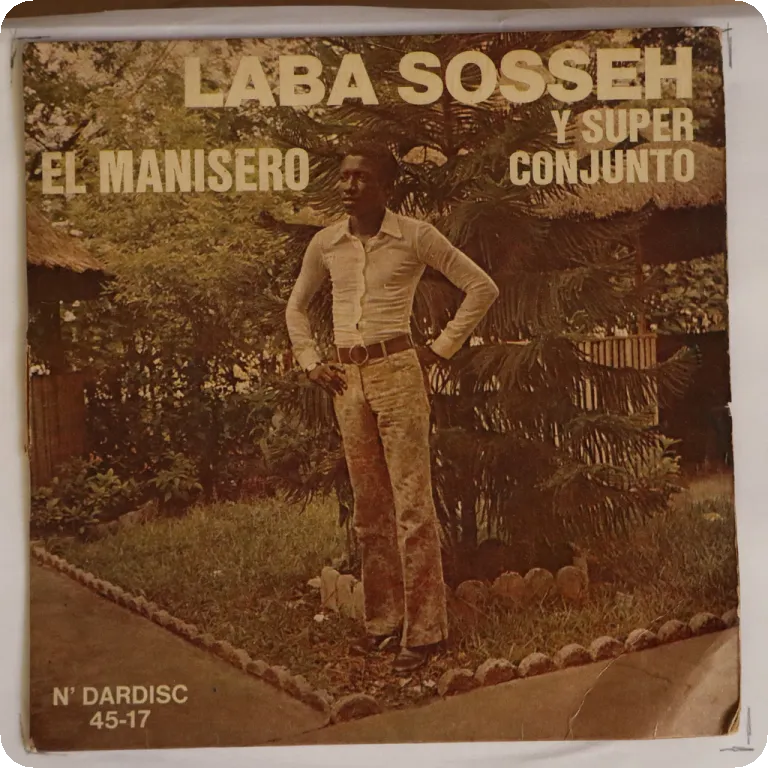 LABA SOSSEH
Y SUPER
CONJUNTO
EL MANISERO
N' DARDISC
45-17